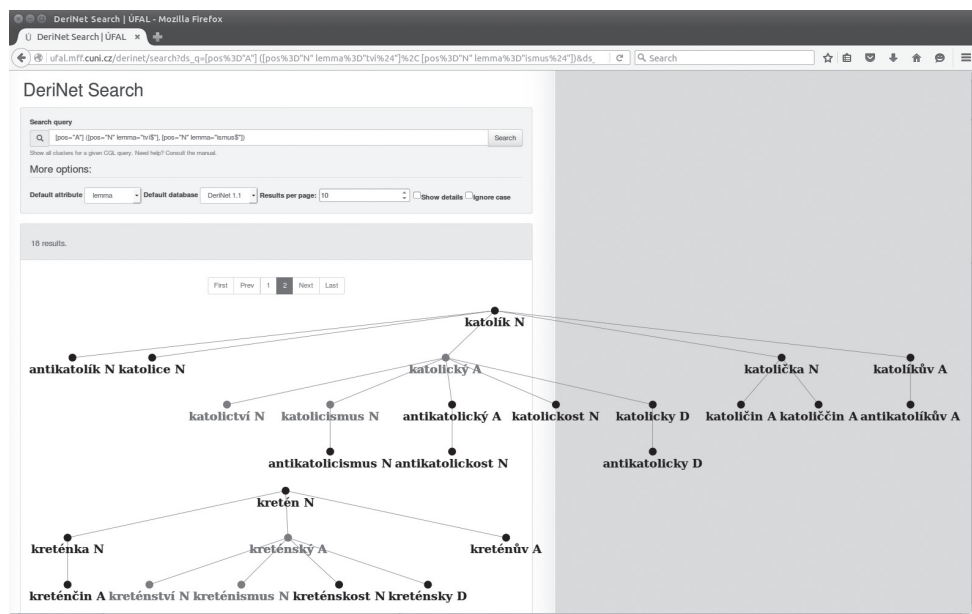 DeriNet Search | ÚFAL - Mozilla Firefox
DeriNet Search | ÚFAL
ufal.mff.cuni.cz/derinet/search?ds_q=[pos%3D"A"] ([pos%3D"N" lemma%3D"tví%24"]%2C [pos%3D"N" lemma%3D"ismus%24"])&ds_ Search
DeriNet Search
Search query
[pos="A"] ([pos="N" lemma="tví$"], [pos="N" lemma="ismus$"]) Search
Show all clusters for a given CQL query. Need help? Consult the manual.
More options:
Default attribute lemma Default database DeriNet 1.1 Results per page: 10 Show details Ignore case
18 results.
First Prev 1 2 Next Last
katolík N
antikatolík N katolice N katolický A katolička N katolíkův A
katolictví N katolicismus N antikatolický A katolickost N katolicky D katoličin A katoliččin A antikatolíkův A
antikatolicismus N antikatolickost N antikatolicky D
kretén N
kreténka N kreténský A kreténův A
kreténčin A kreténství N kreténismus N kreténskost N kreténsky D